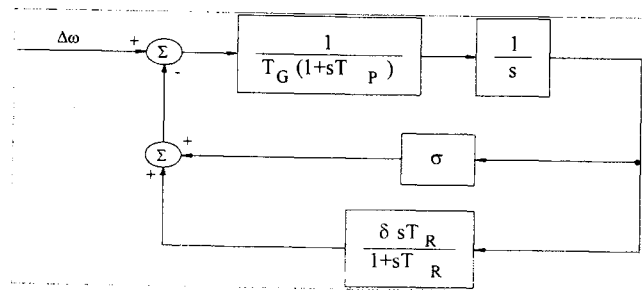 Δω
+
Σ
-
1
T_G (1+sT_P)
1
s
+
Σ
+
σ
δ sT_R
1+sT_R